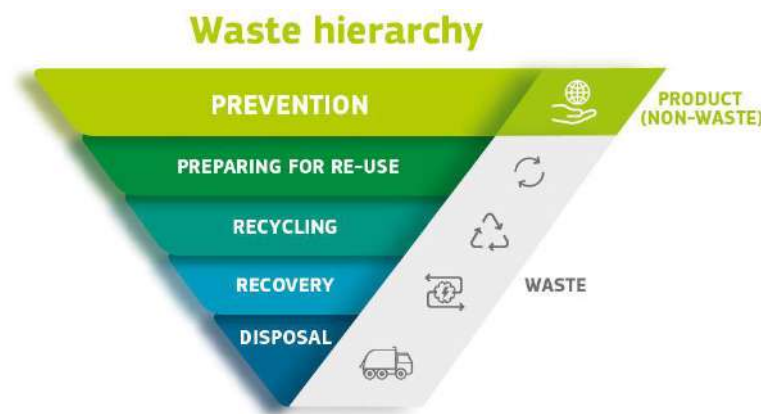 Waste hierarchy
PREVENTION
PRODUCT
(NON-WASTE)
PREPARING FOR RE-USE
RECYCLING
RECOVERY
WASTE
DISPOSAL